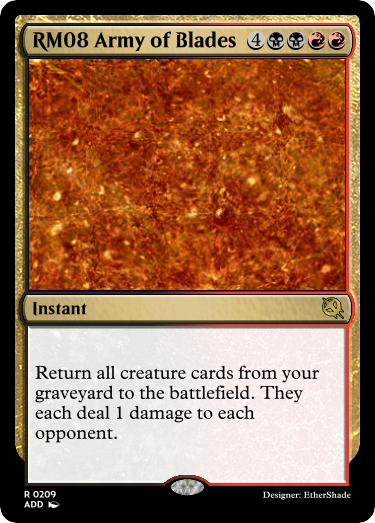 RM08 Army of Blades 4
Instant
Return all creature cards from your
graveyard to the battlefield. They
each deal 1 damage to each
opponent.
R 0209
ADD
Designer: EtherShade